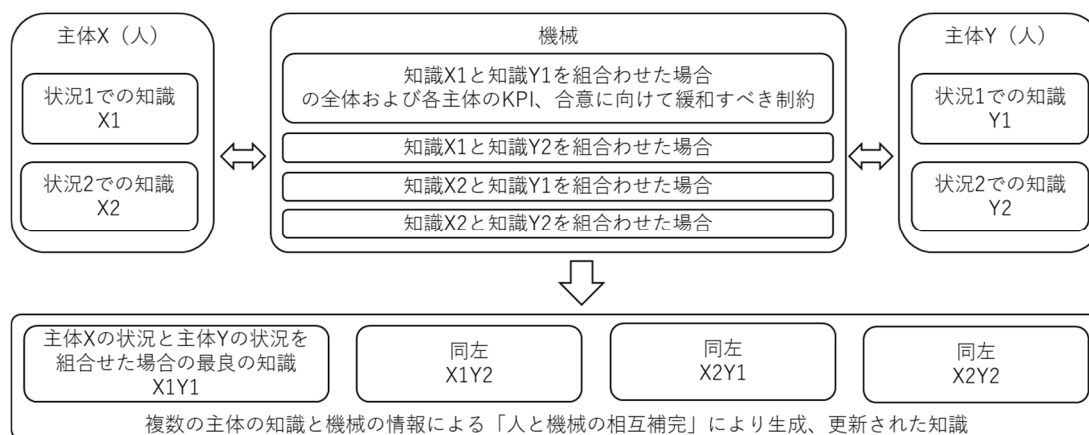 主体X（人）
状況1での知識
X1
状況2での知識
X2
機械
知識X1と知識Y1を組合わせた場合
の全体および各主体のKPI、合意に向けて緩和すべき制約
知識X1と知識Y2を組合わせた場合
知識X2と知識Y1を組合わせた場合
知識X2と知識Y2を組合わせた場合
主体Y（人）
状況1での知識
Y1
状況2での知識
Y2
主体Xの状況と主体Yの状況を
組合せた場合の最良の知識
X1Y1
同左
X1Y2
同左
X2Y1
同左
X2Y2
複数の主体の知識と機械の情報による「人と機械の相互補完」により生成、更新された知識